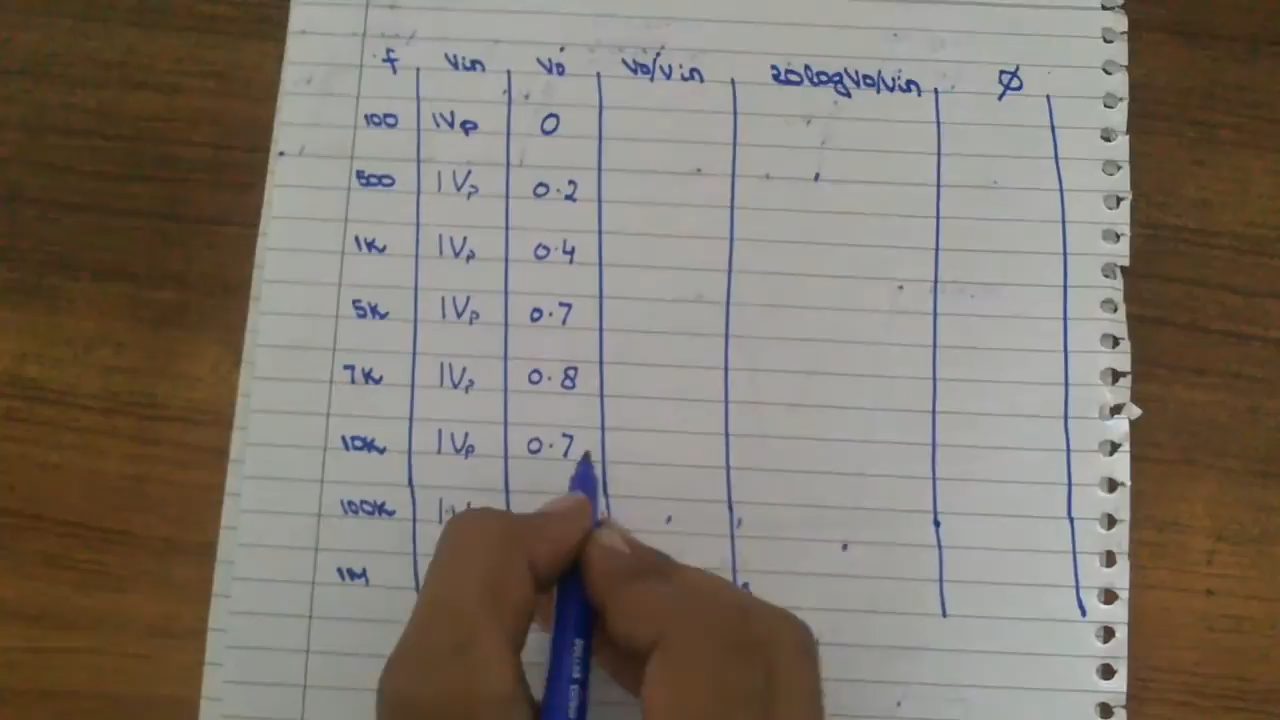 f Vin Vo Vo/Vin 20logVo/Vin Ø
100 1Vp 0
500 1Vp 0.2
1K 1Vp 0.4
5K 1Vp 0.7
7K 1Vp 0.8
10K 1Vp 0.7
100K
1M